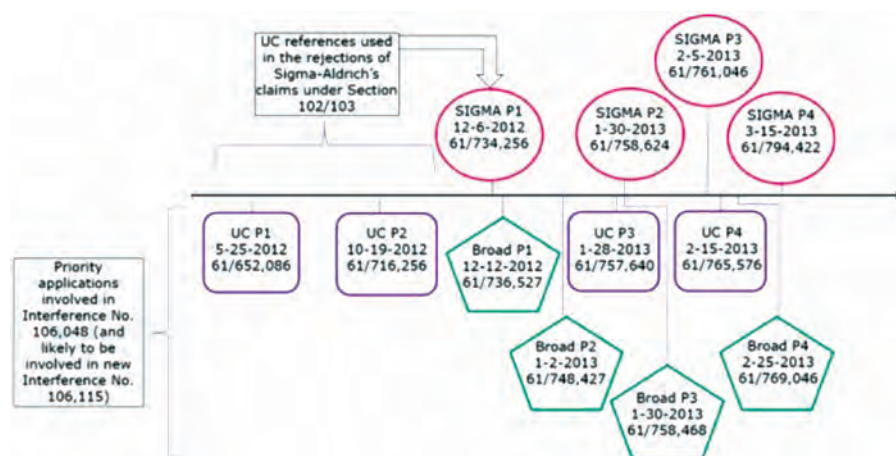 UC references used
in the rejections of
Sigma-Aldrich's
claims under Section
102/103
SIGMA P1
12-6-2012
61/734,256
SIGMA P2
1-30-2013
61/758,624
SIGMA P3
2-5-2013
61/761,046
SIGMA P4
3-15-2013
61/794,422
Priority
applications
involved in
Interference No.
106,048 (and
likely to be
involved in new
Interference No.
106,115)
UC P1
5-25-2012
61/652,086
UC P2
10-19-2012
61/716,256
Broad P1
12-12-2012
61/736,527
UC P3
1-28-2013
61/757,640
UC P4
2-15-2013
61/765,576
Broad P2
1-2-2013
61/748,427
Broad P3
1-30-2013
61/758,468
Broad P4
2-25-2013
61/769,046